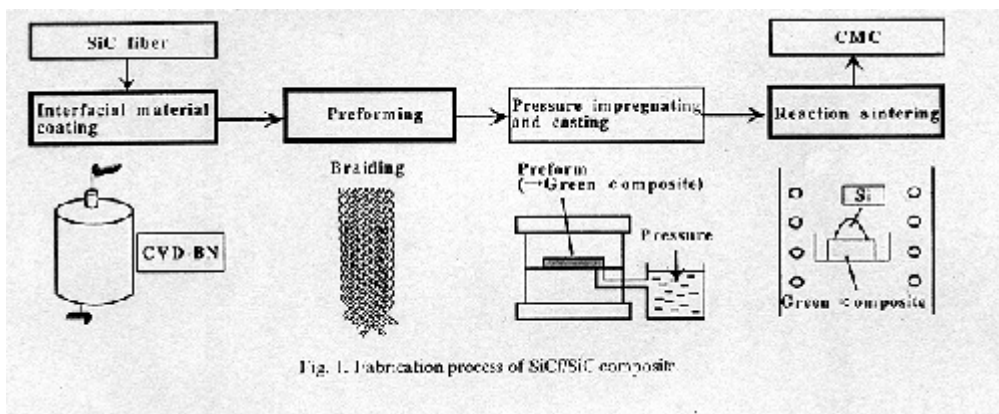 SiC fiber
CMC
Interfacial material
coating
Preforming
Pressure impregnating
and casting
Reaction sintering
Braiding
Preform
(→Green composite)
Si
CVD-BN
Pressure
Green composite
Fig. 1. Fabrication process of SiCf/SiC composite